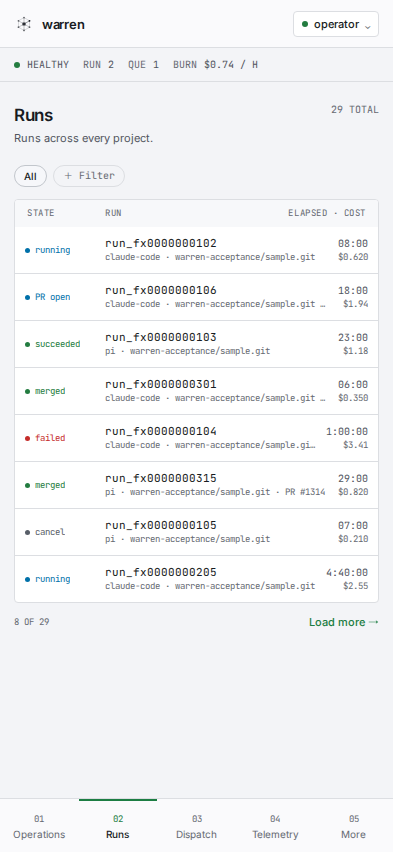 warren
operator
HEALTHY RUN 2 QUE 1 BURN $0.74 / H
Runs
29 TOTAL
Runs across every project.
All
+ Filter
STATE RUN ELAPSED · COST
running run_fx0000000102 08:00
claude-code · warren-acceptance/sample.git $0.620
PR open run_fx0000000106 18:00
claude-code · warren-acceptance/sample.git … $1.94
succeeded run_fx0000000103 23:00
pi · warren-acceptance/sample.git $1.18
merged run_fx0000000301 06:00
claude-code · warren-acceptance/sample.git … $0.350
failed run_fx0000000104 1:00:00
claude-code · warren-acceptance/sample.gi… $3.41
merged run_fx0000000315 29:00
pi · warren-acceptance/sample.git · PR #1314 $0.820
cancel run_fx0000000105 07:00
pi · warren-acceptance/sample.git $0.210
running run_fx0000000205 4:40:00
claude-code · warren-acceptance/sample.git $2.55
8 OF 29
Load more →
01 02 03 04 05
Operations Runs Dispatch Telemetry More